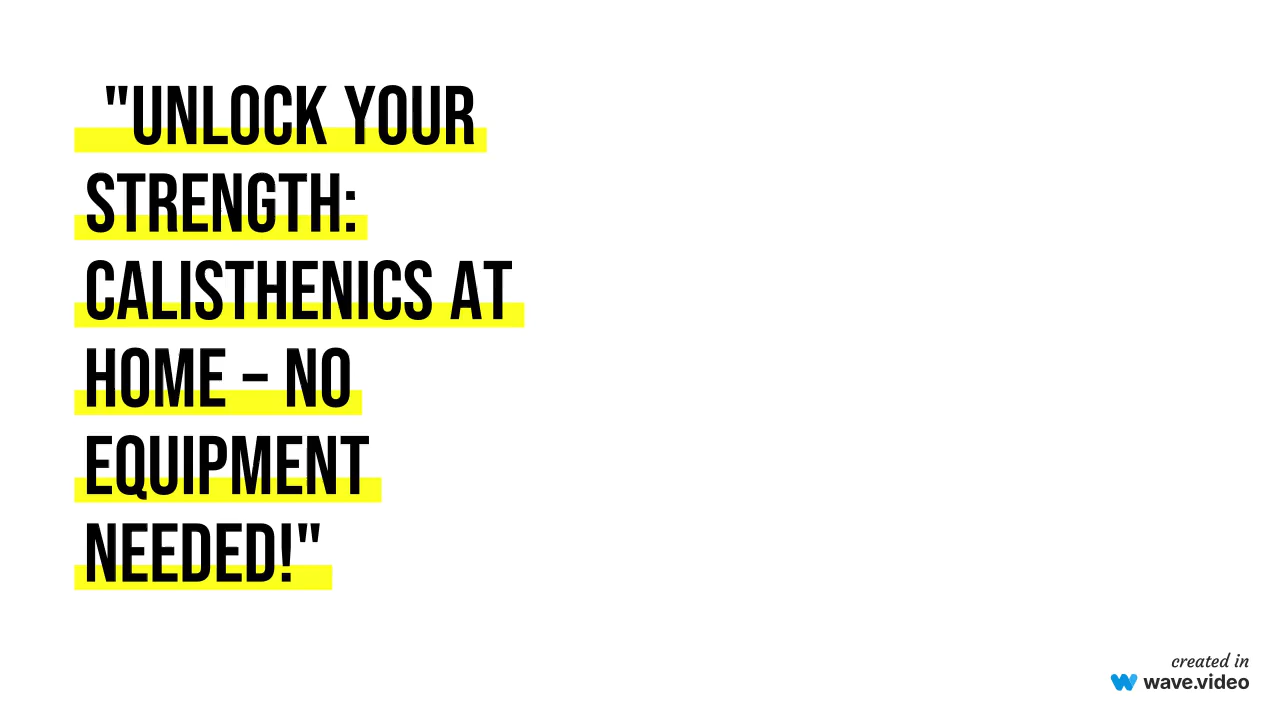 "UNLOCK YOUR
STRENGTH:
CALISTHENICS AT
HOME – NO
EQUIPMENT
NEEDED!"
created in
wave.video